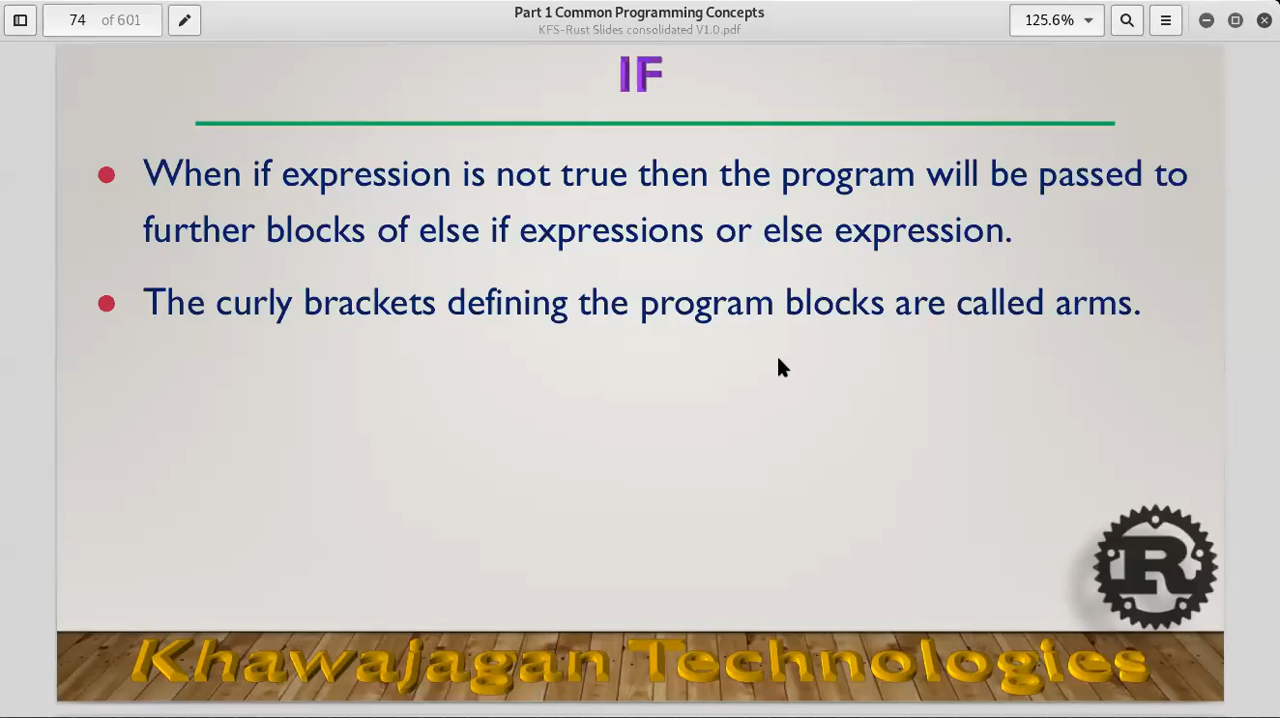 74 of 601
Part 1 Common Programming Concepts
KFS-Rust Slides consolidated V1.0.pdf
125.6%
IF
When if expression is not true then the program will be passed to
further blocks of else if expressions or else expression.
The curly brackets defining the program blocks are called arms.
R
Khawajagan Technologies